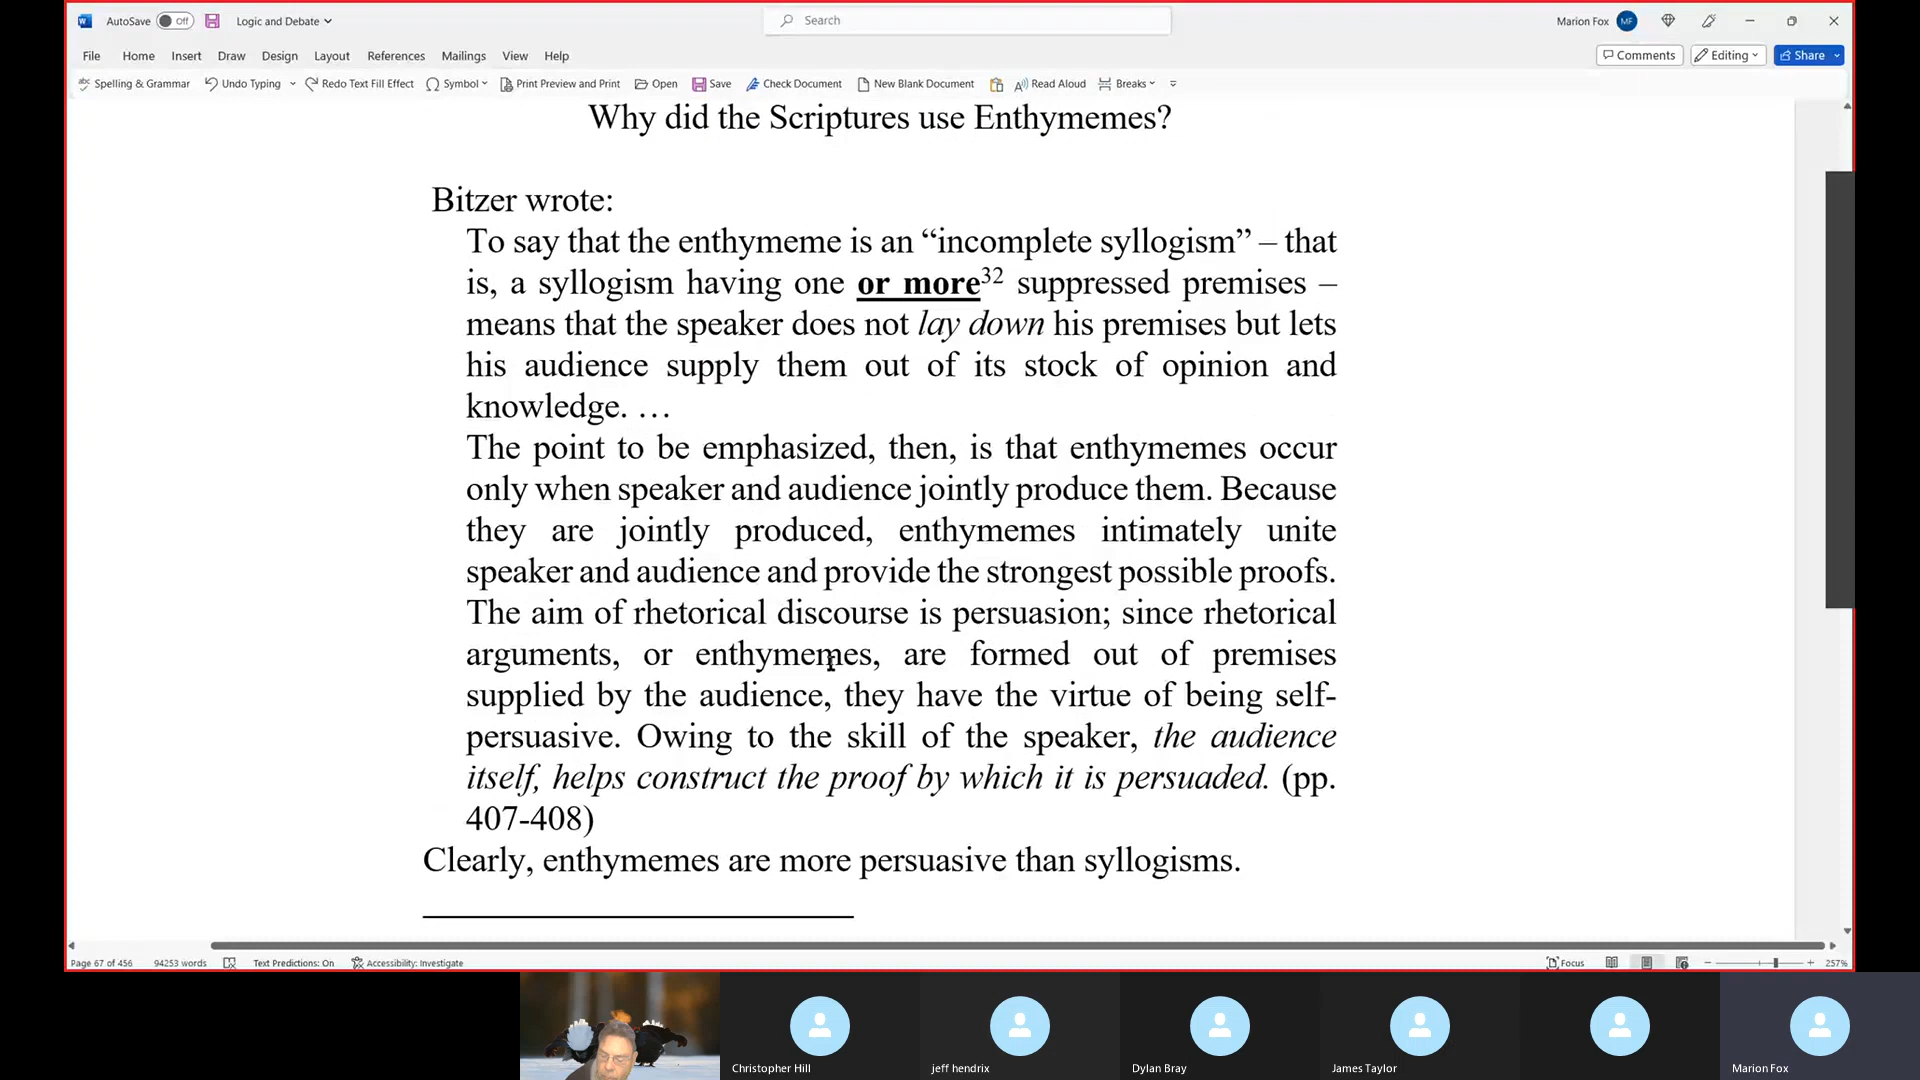 AutoSave Off Logic and Debate Search Marion Fox MF
File Home Insert Draw Design Layout References Mailings View Help Comments Editing Share
Spelling & Grammar Undo Typing Redo Text Fill Effect Symbol Print Preview and Print Open Save Check Document New Blank Document Read Aloud Breaks
Why did the Scriptures use Enthymemes?
Bitzer wrote:
To say that the enthymeme is an “incomplete syllogism” – that
is, a syllogism having one or more32 suppressed premises –
means that the speaker does not lay down his premises but lets
his audience supply them out of its stock of opinion and
knowledge. …
The point to be emphasized, then, is that enthymemes occur
only when speaker and audience jointly produce them. Because
they are jointly produced, enthymemes intimately unite
speaker and audience and provide the strongest possible proofs.
The aim of rhetorical discourse is persuasion; since rhetorical
arguments, or enthymemes, are formed out of premises
supplied by the audience, they have the virtue of being self-
persuasive. Owing to the skill of the speaker, the audience
itself, helps construct the proof by which it is persuaded. (pp.
407-408)
Clearly, enthymemes are more persuasive than syllogisms.
Page 67 of 456 94253 words Text Predictions: On Accessibility: Investigate Focus 257%
Christopher Hill jeff hendrix Dylan Bray James Taylor Marion Fox